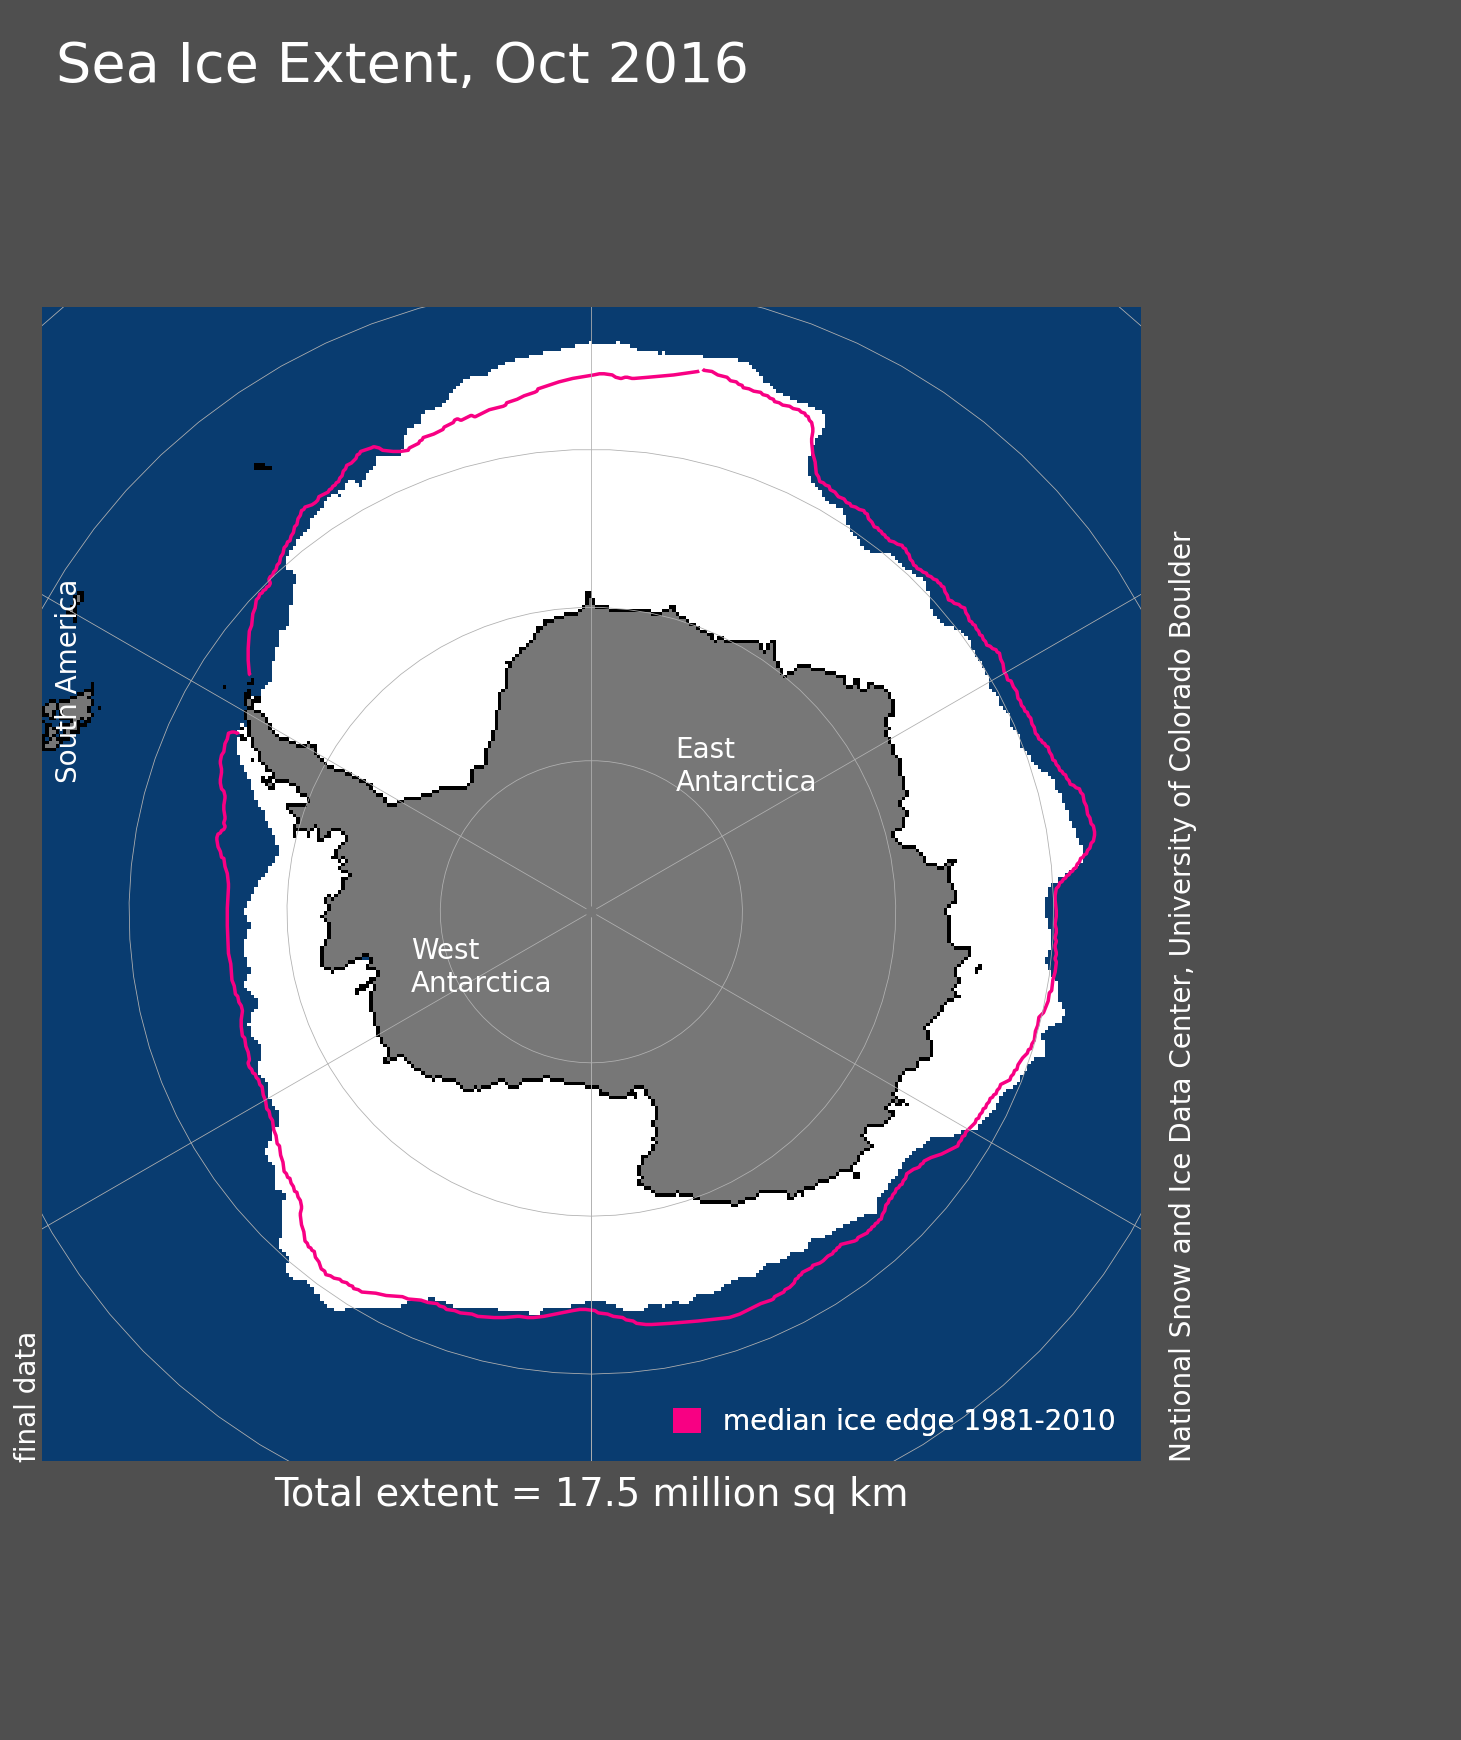 Sea Ice Extent, Oct 2016
South America
East
Antarctica
West
Antarctica
median ice edge 1981-2010
final data
National Snow and Ice Data Center, University of Colorado Boulder
Total extent = 17.5 million sq km